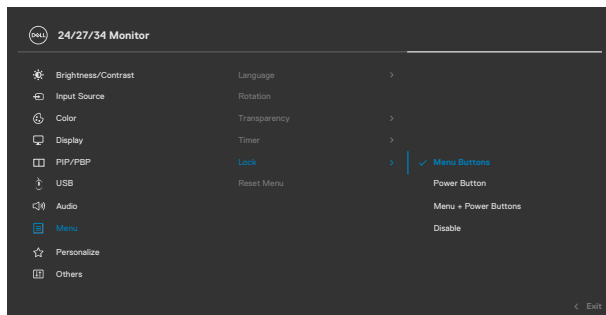 DELL
24/27/34 Monitor
Brightness/Contrast
Input Source
Color
Display
PIP/PBP
USB
Audio
Menu
Personalize
Others
Language
Rotation
Transparency
Timer
Lock
Reset Menu
Menu Buttons
Power Button
Menu + Power Buttons
Disable
Exit